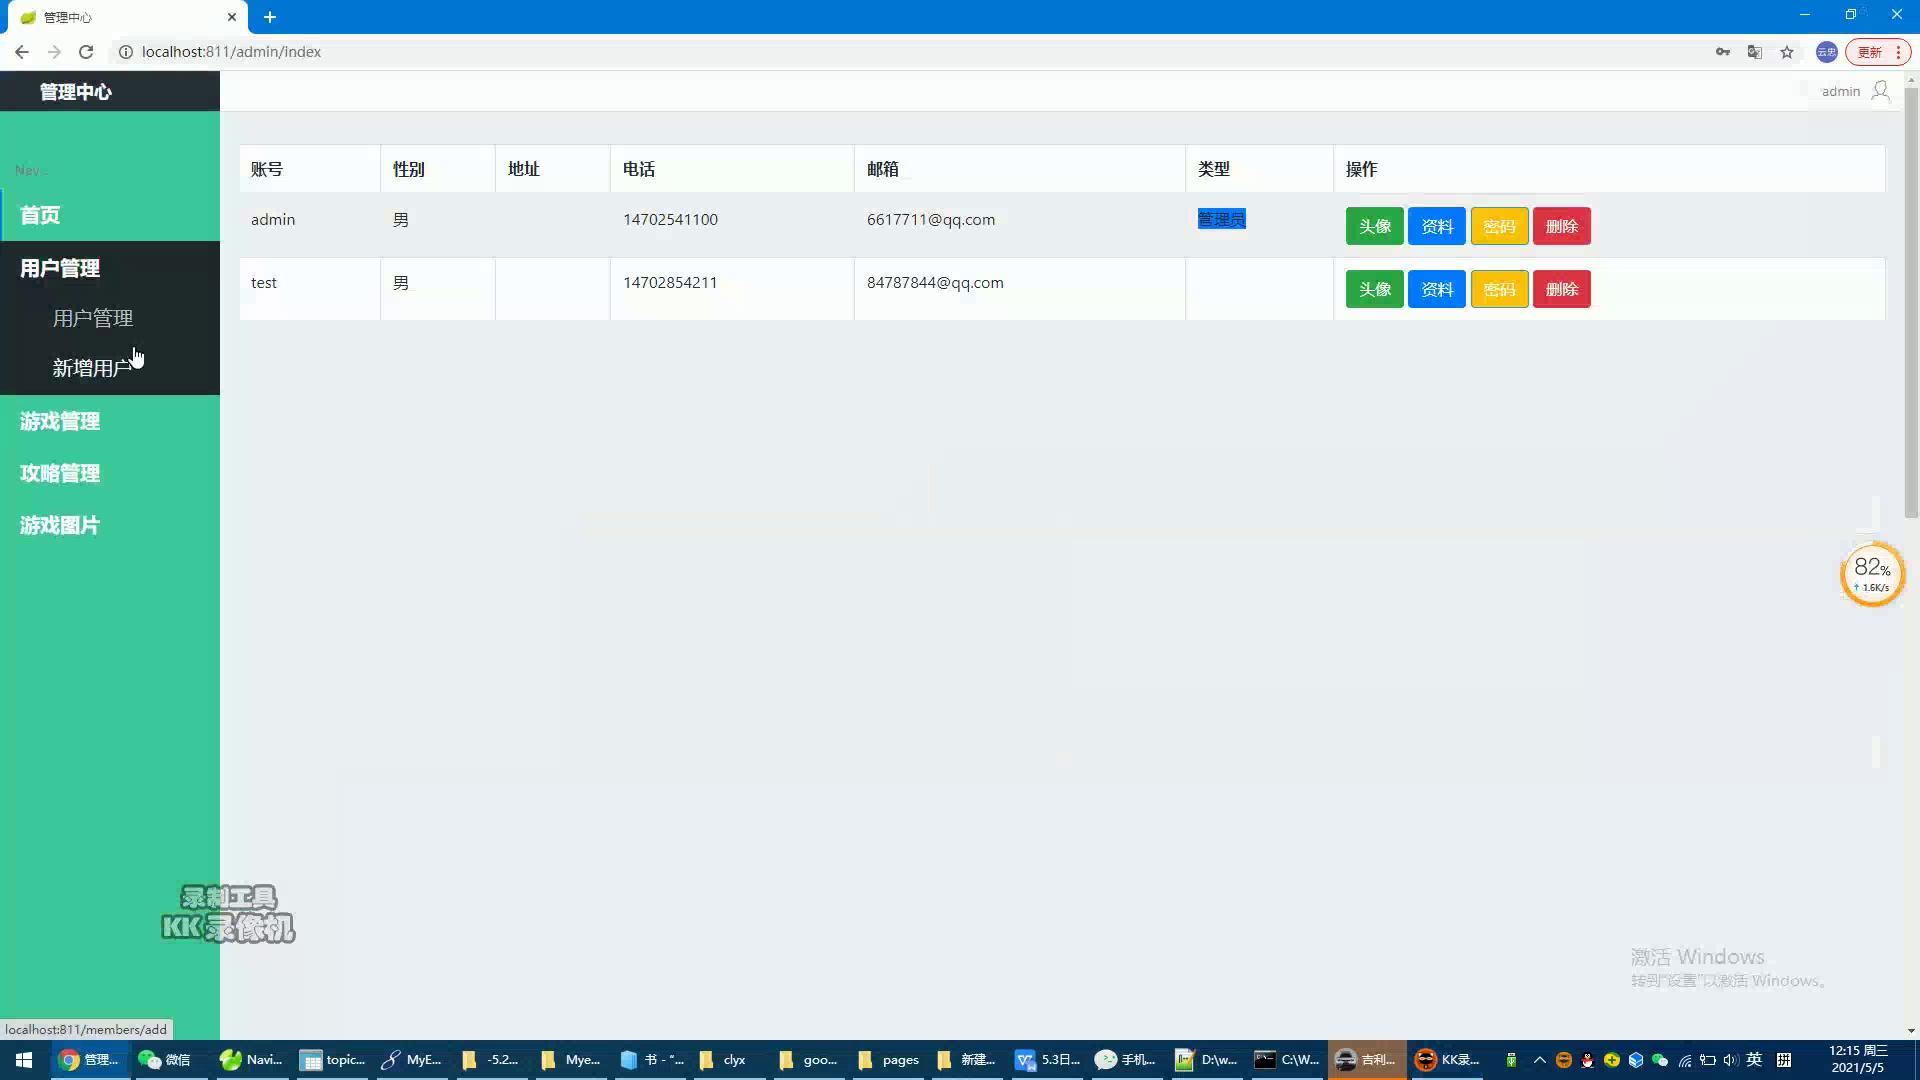 管理中心
localhost:811/admin/index
云忠
更新
管理中心
admin
Nav...
首页
用户管理
用户管理
新增用户
游戏管理
攻略管理
游戏图片
账号 性别 地址 电话 邮箱 类型 操作
admin 男 14702541100 6617711@qq.com 管理员 头像 资料 密码 删除
test 男 14702854211 84787844@qq.com 头像 资料 密码 删除
82%
↑ 1.6K/s
录制工具
KK 录像机
激活 Windows
转到“设置”以激活 Windows。
localhost:811/members/add
管理... 微信 Navi... topic... MyE... -5.2... Mye... 书 - “... clyx goo... pages 新建... 5.3日... 手机... D:\w... C:\W... 吉利... KK录... 英 拼
12:15 周三
2021/5/5